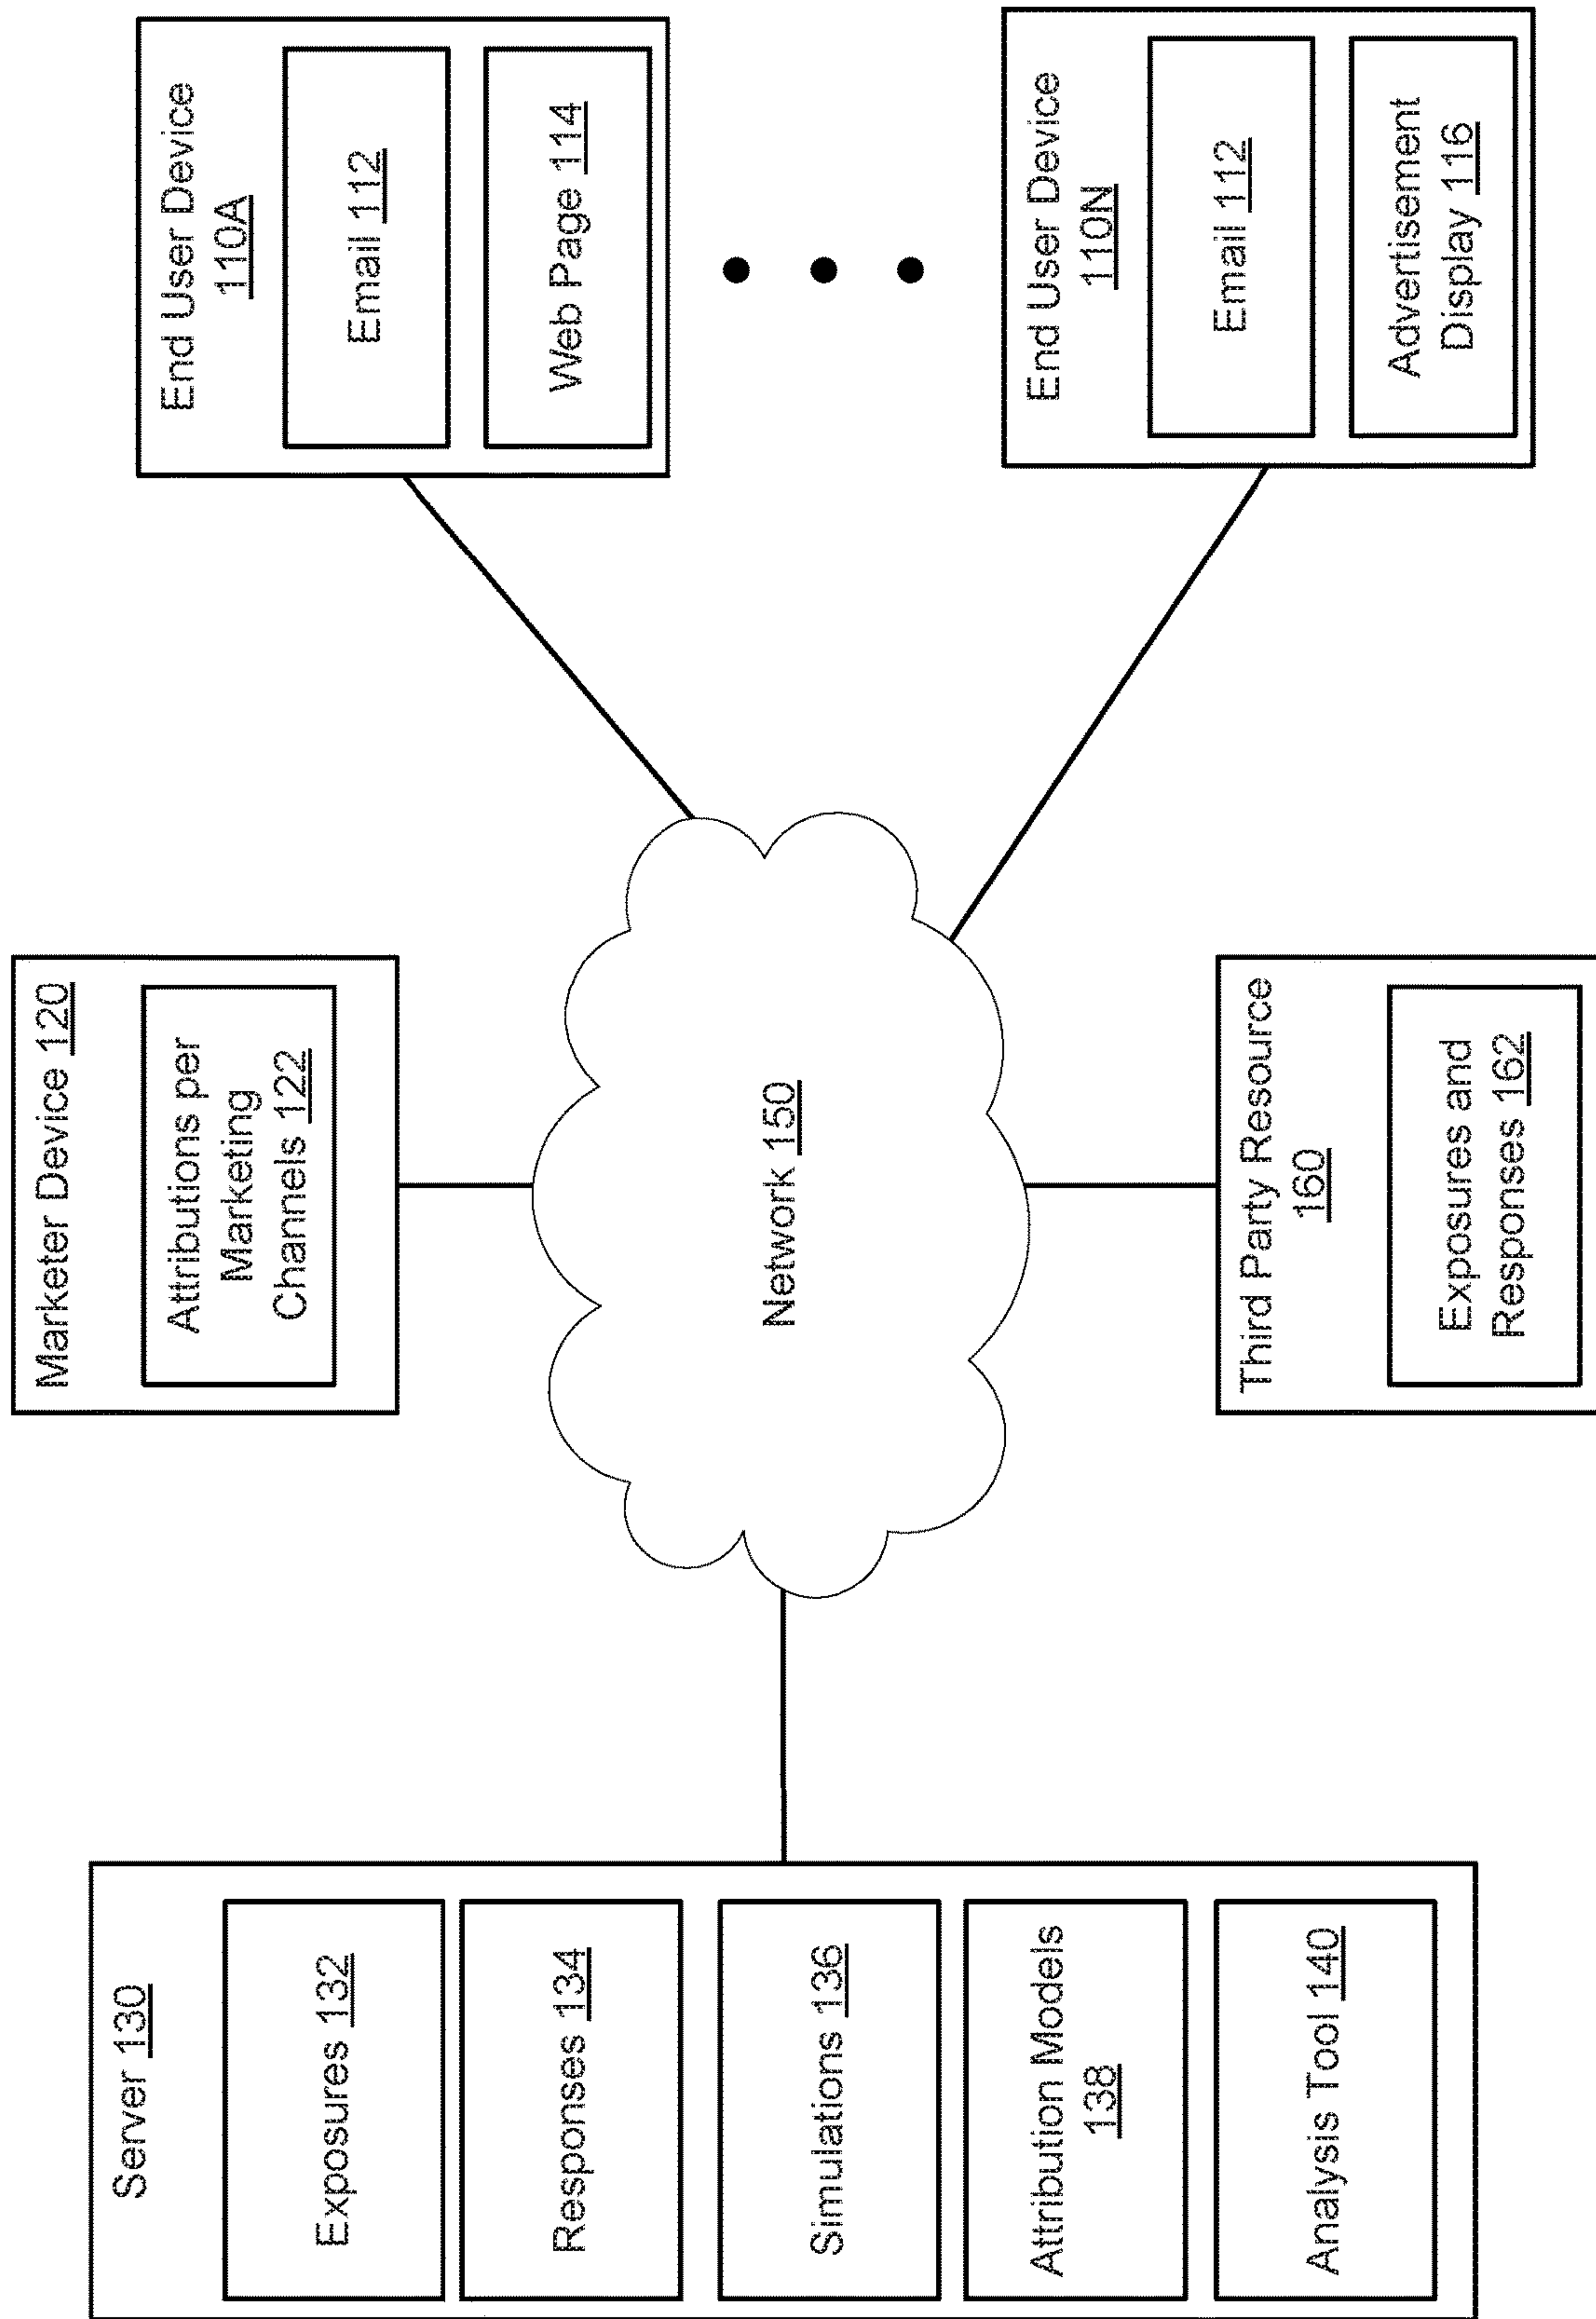 Server 130
Exposures 132
Responses 134
Simulations 136
Attribution Models
138
Analysis Tool 140
Marketer Device 120
Attributions per
Marketing
Channels 122
Network 150
Third Party Resource
160
Exposures and
Responses 162
End User Device
110A
Email 112
Web Page 114
End User Device
110N
Email 112
Advertisement
Display 116